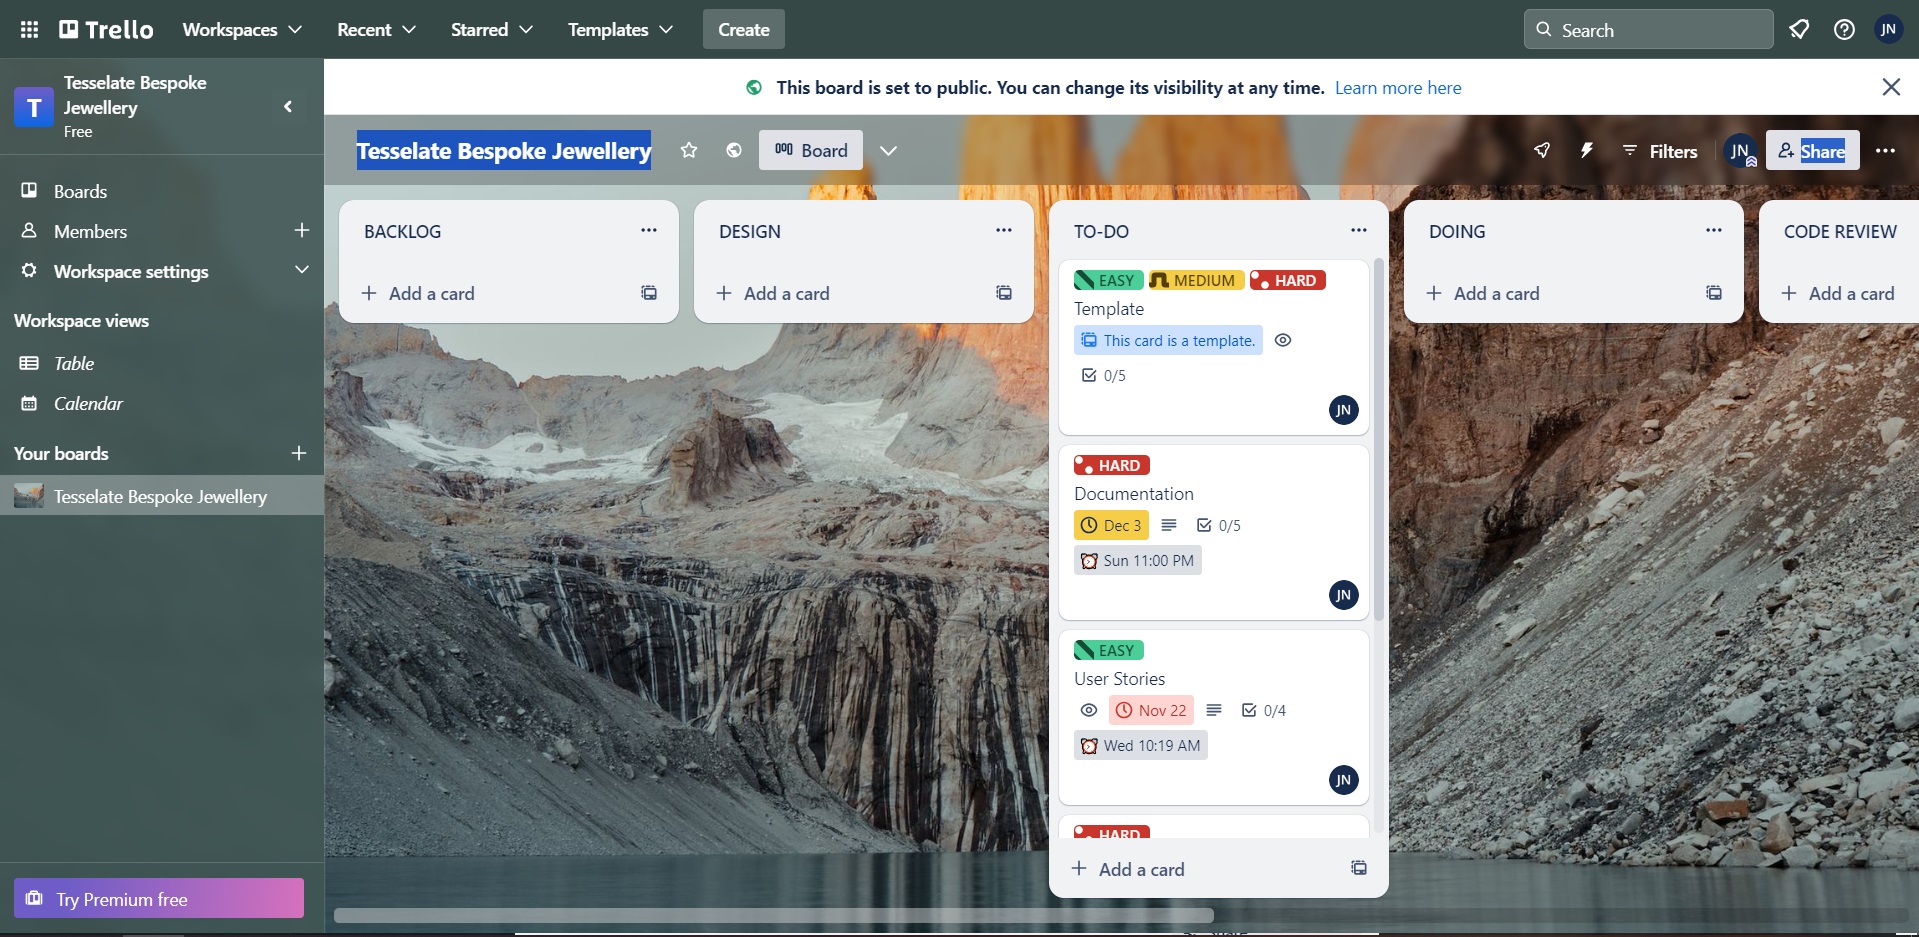 Trello Workspaces Recent Starred Templates Create Search JN
Tesselate Bespoke
Jewellery
Free
T
Boards
Members
Workspace settings
Workspace views
Table
Calendar
Your boards
Tesselate Bespoke Jewellery
Try Premium free
This board is set to public. You can change its visibility at any time. Learn more here
Tesselate Bespoke Jewellery Board Filters JN Share
BACKLOG
Add a card
DESIGN
Add a card
TO-DO
EASY MEDIUM HARD
Template
This card is a template.
0/5
JN
HARD
Documentation
Dec 3 0/5
Sun 11:00 PM
JN
EASY
User Stories
Nov 22 0/4
Wed 10:19 AM
JN
HARD
Add a card
DOING
Add a card
CODE REVIEW
Add a card